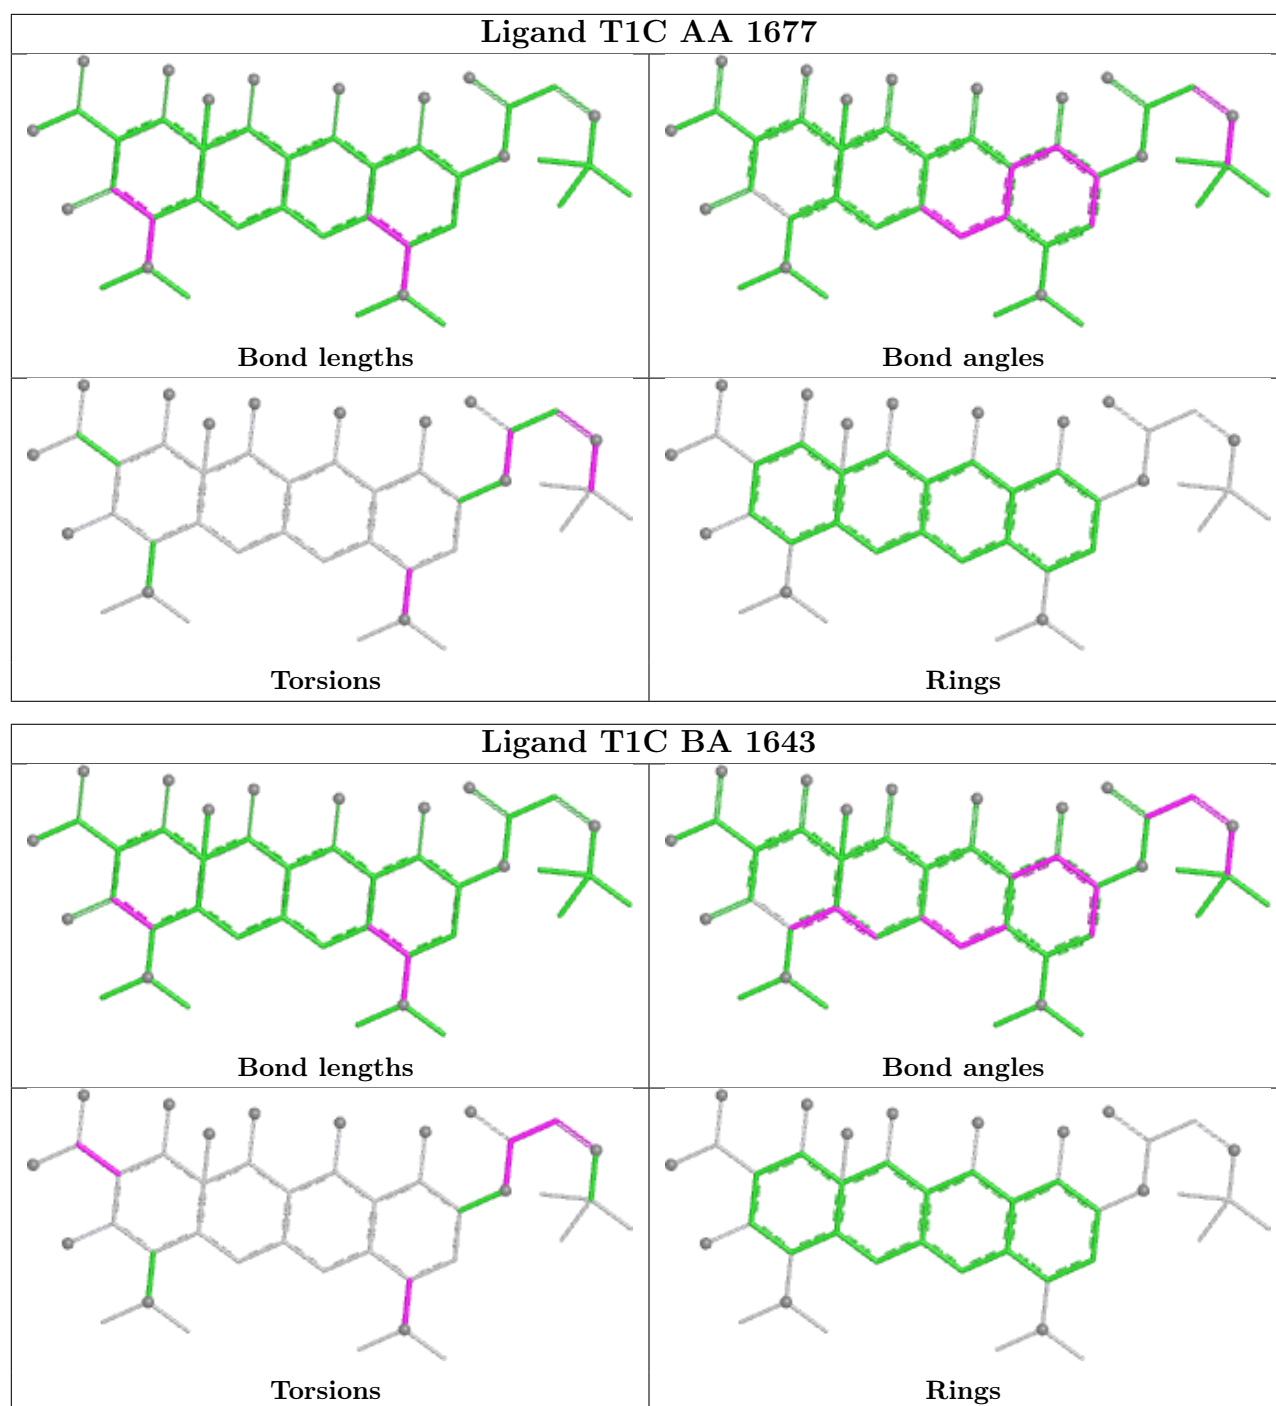 Ligand T1C AA 1677
Bond lengths
Bond angles
Torsions
Rings
Ligand T1C BA 1643
Bond lengths
Bond angles
Torsions
Rings